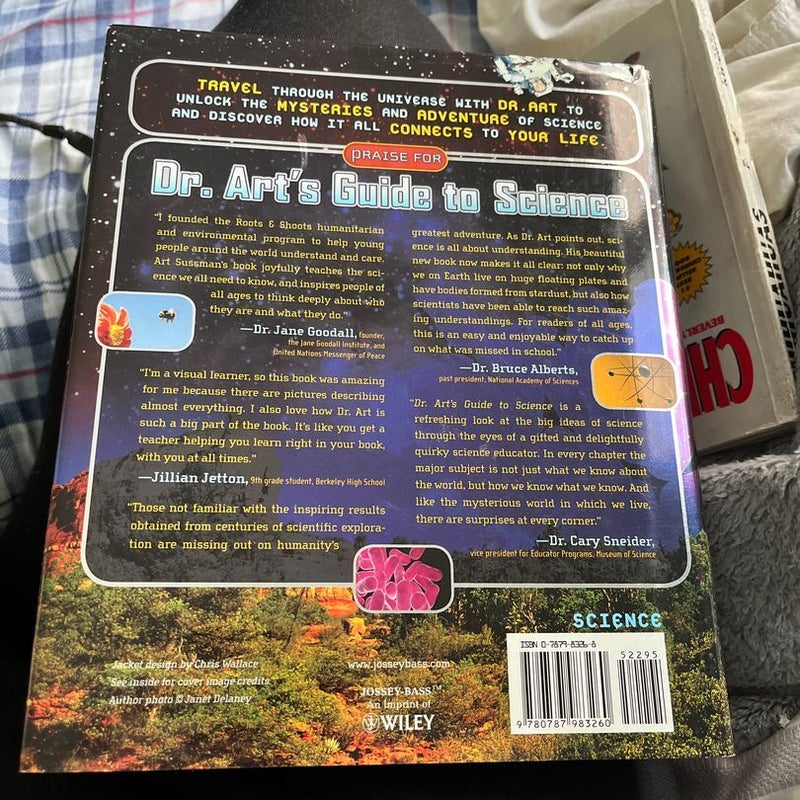 TRAVEL THROUGH THE UNIVERSE WITH DR. ART TO
UNLOCK THE MYSTERIES AND ADVENTURE OF SCIENCE
AND DISCOVER HOW IT ALL CONNECTS TO YOUR LIFE
PRAISE FOR
Dr. Art's Guide to Science
"I founded the Roots & Shoots humanitarian
and environmental program to help young
people around the world understand and care.
Art Sussman's book joyfully teaches the sci-
ence we all need to know, and inspires people of
all ages to think deeply about who
they are and what they do."
—Dr. Jane Goodall, founder,
the Jane Goodall Institute, and
United Nations Messenger of Peace
"I'm a visual learner, so this book was amazing
for me because there are pictures describing
almost everything. I also love how Dr. Art is
such a big part of the book. It's like you get a
teacher helping you learn right in your book,
with you at all times."
—Jillian Jetton, 9th grade student, Berkeley High School
"Those not familiar with the inspiring results
obtained from centuries of scientific explora-
tion are missing out on humanity's
greatest adventure. As Dr. Art points out, sci-
ence is all about understanding. His beautiful
new book now makes it all clear: not only why
we on Earth live on huge floating plates and
have bodies formed from stardust, but also how
scientists have been able to reach such amaz-
ing understandings. For readers of all ages,
this is an easy and enjoyable way to catch up
on what was missed in school."
—Dr. Bruce Alberts,
past president, National Academy of Sciences
"Dr. Art's Guide to Science is a
refreshing look at the big ideas of science
through the eyes of a gifted and delightfully
quirky science educator. In every chapter the
major subject is not just what we know about
the world, but how we know what we know. And
like the mysterious world in which we live,
there are surprises at every corner."
—Dr. Cary Sneider,
vice president for Educator Programs, Museum of Science
SCIENCE
ISBN 0-7879-8326-8
52295
9 780787 983260
Jacket design by Chris Wallace
See inside for cover image credits
Author photo © Janet Delaney
www.josseybass.com
JOSSEY-BASS™
An Imprint of
WILEY
BEVERLY
CHI